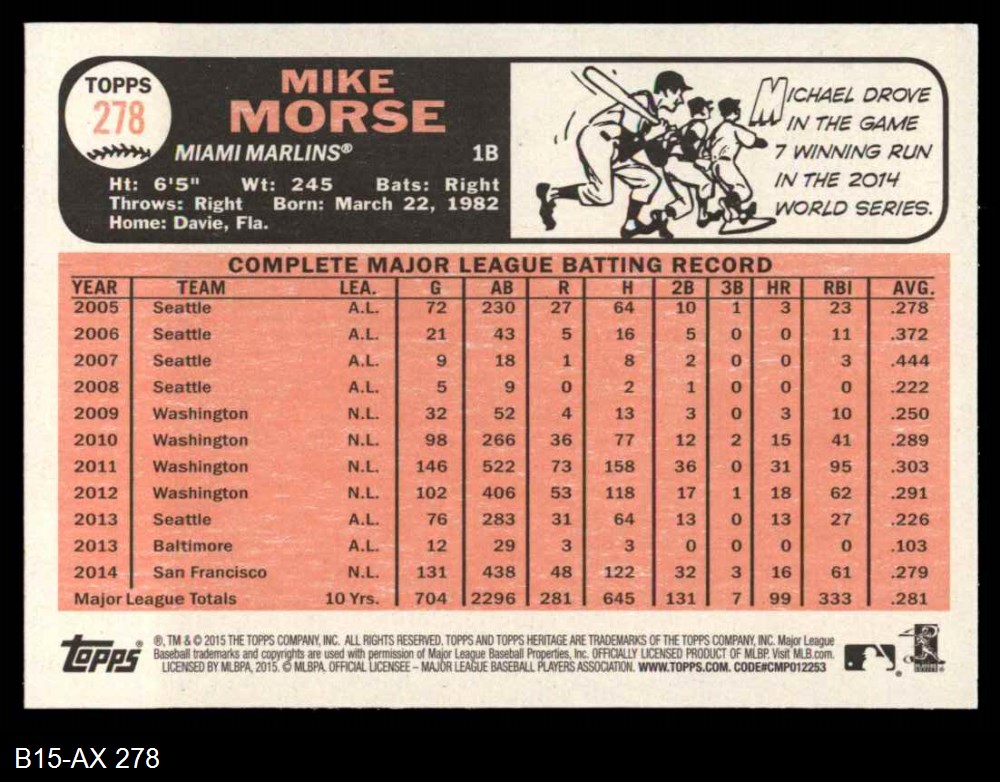 TOPPS
278
MIKE
MORSE
MIAMI MARLINS® 1B
Ht: 6'5" Wt: 245 Bats: Right
Throws: Right Born: March 22, 1982
Home: Davie, Fla.
MICHAEL DROVE
IN THE GAME
7 WINNING RUN
IN THE 2014
WORLD SERIES.
COMPLETE MAJOR LEAGUE BATTING RECORD
YEAR TEAM LEA. G AB R H 2B 3B HR RBI AVG.
2005 Seattle A.L. 72 230 27 64 10 1 3 23 .278
2006 Seattle A.L. 21 43 5 16 5 0 0 11 .372
2007 Seattle A.L. 9 18 1 8 2 0 0 3 .444
2008 Seattle A.L. 5 9 0 2 1 0 0 0 .222
2009 Washington N.L. 32 52 4 13 3 0 3 10 .250
2010 Washington N.L. 98 266 36 77 12 2 15 41 .289
2011 Washington N.L. 146 522 73 158 36 0 31 95 .303
2012 Washington N.L. 102 406 53 118 17 1 18 62 .291
2013 Seattle A.L. 76 283 31 64 13 0 13 27 .226
2013 Baltimore A.L. 12 29 3 3 0 0 0 0 .103
2014 San Francisco N.L. 131 438 48 122 32 3 16 61 .279
Major League Totals 10 Yrs. 704 2296 281 645 131 7 99 333 .281
Topps
®, TM & © 2015 THE TOPPS COMPANY, INC. ALL RIGHTS RESERVED. TOPPS AND TOPPS HERITAGE ARE TRADEMARKS OF THE TOPPS COMPANY, INC. Major League
Baseball trademarks and copyrights are used with permission of Major League Baseball Properties, Inc. OFFICIALLY LICENSED PRODUCT OF MLBP. Visit MLB.com.
LICENSED BY MLBPA, 2015. © MLBPA. OFFICIAL LICENSEE – MAJOR LEAGUE BASEBALL PLAYERS ASSOCIATION. WWW.TOPPS.COM. CODE#CMP012253
B15-AX 278